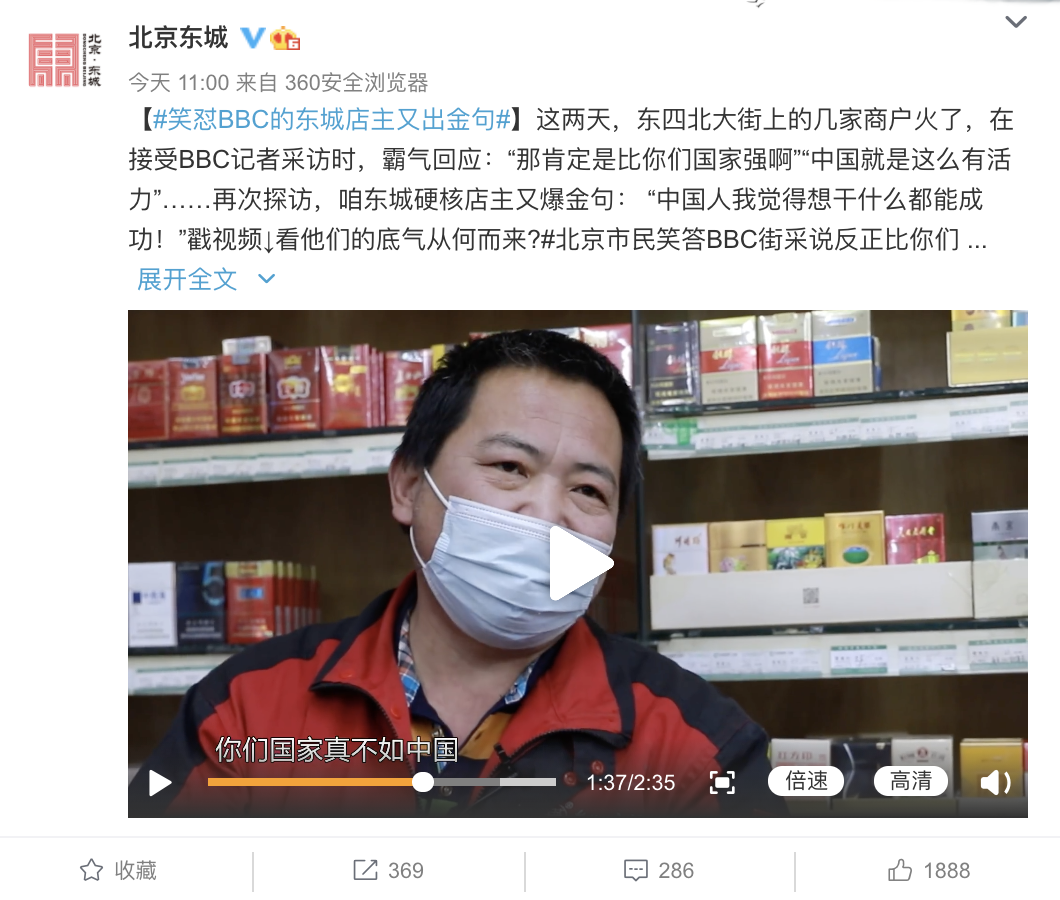 北京·东城
北京东城
今天 11:00 来自 360安全浏览器
【#笑怼BBC的东城店主又出金句#】这两天，东四北大街上的几家商户火了，在
接受BBC记者采访时，霸气回应：“那肯定是比你们国家强啊”“中国就是这么有活
力”……再次探访，咱东城硬核店主又爆金句： “中国人我觉得想干什么都能成
功！”戳视频↓看他们的底气从何而来?#北京市民笑答BBC街采说反正比你们 ...
展开全文
你们国家真不如中国
1:37/2:35
倍速
高清
收藏
369
286
1888